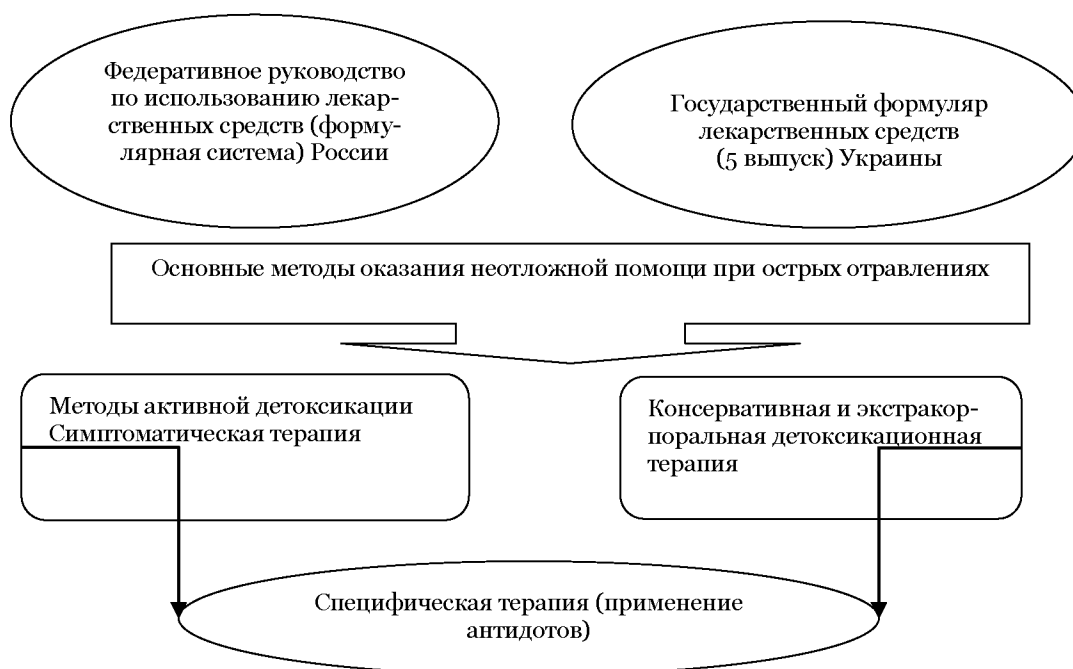 Федеративное руководство
по использованию лекар-
ственных средств (форму-
лярная система) России
Государственный формуляр
лекарственных средств
(5 выпуск) Украины
Основные методы оказания неотложной помощи при острых отравлениях
Методы активной детоксикации
Симптоматическая терапия
Консервативная и экстракор-
поральная детоксикационная
терапия
Специфическая терапия (применение
антидотов)